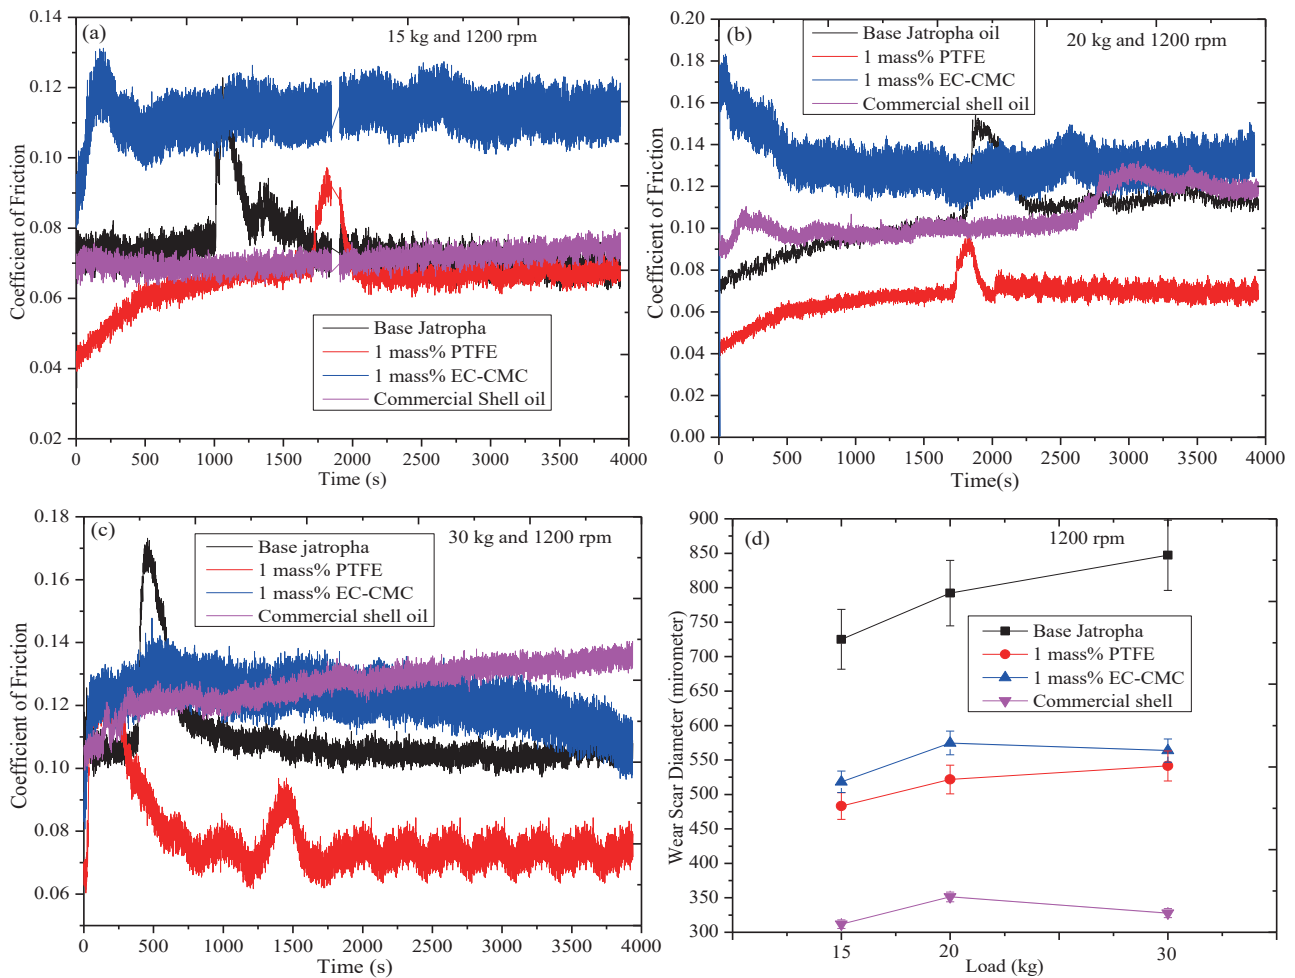 (a)
15 kg and 1200 rpm
0.14
0.12
0.10
0.08
0.06
0.04
0.02
Coefficient of Friction
Base Jatropha
1 mass% PTFE
1 mass% EC-CMC
Commercial Shell oil
0
500
1000
1500
2000
2500
3000
3500
4000
Time (s)
(b)
20 kg and 1200 rpm
0.20
0.18
0.16
0.14
0.12
0.10
0.08
0.06
0.04
0.02
0.00
Coefficient of Friction
Base Jatropha oil
1 mass% PTFE
1 mass% EC-CMC
Commercial shell oil
0
500
1000
1500
2000
2500
3000
3500
4000
Time(s)
(c)
30 kg and 1200 rpm
0.18
0.16
0.14
0.12
0.10
0.08
0.06
Coefficient of Friction
Base jatropha
1 mass% PTFE
1 mass% EC-CMC
Commercial shell oil
0
500
1000
1500
2000
2500
3000
3500
4000
Time (s)
(d)
1200 rpm
900
850
800
750
700
650
600
550
500
450
400
350
300
Wear Scar Diameter (mirometer)
Base Jatropha
1 mass% PTFE
1 mass% EC-CMC
Commercial shell
15
20
30
Load (kg)